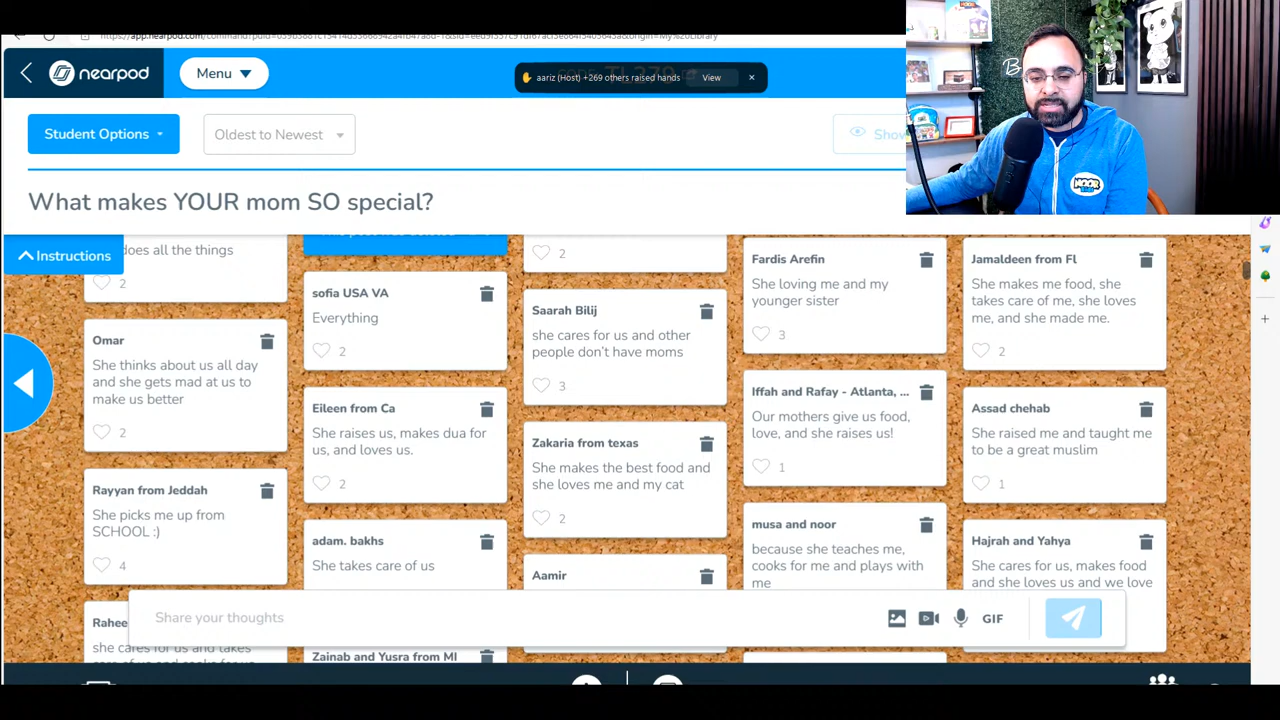 nearpod
Menu
aariz (Host) +269 others raised hands
View
Student Options
Oldest to Newest
Show
What makes YOUR mom SO special?
Instructions
does all the things
2
Omar
She thinks about us all day
and she gets mad at us to
make us better
2
Rayyan from Jeddah
She picks me up from
SCHOOL :)
4
Rahee
she cares for us and takes
sofia USA VA
Everything
2
Eileen from Ca
She raises us, makes dua for
us, and loves us.
2
adam. bakhs
She takes care of us
Zainab and Yusra from MI
2
Saarah Bilij
she cares for us and other
people don't have moms
3
Zakaria from texas
She makes the best food and
she loves me and my cat
2
Aamir
Fardis Arefin
She loving me and my
younger sister
3
Iffah and Rafay - Atlanta, ...
Our mothers give us food,
love, and she raises us!
1
musa and noor
because she teaches me,
cooks for me and plays with
me
Jamaldeen from Fl
She makes me food, she
takes care of me, she loves
me, and she made me.
2
Assad chehab
She raised me and taught me
to be a great muslim
1
Hajrah and Yahya
She cares for us, makes food
and she loves us and we love
Share your thoughts
GIF
NOOR